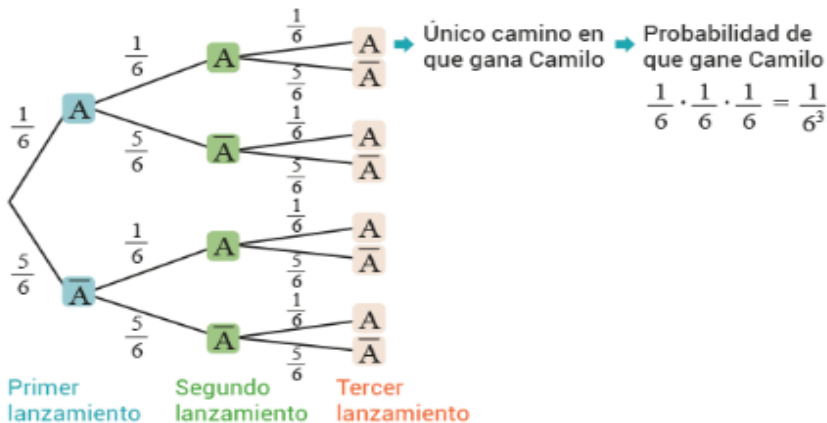 1/6
A
Único camino en
que gana Camilo
Probabilidad de
que gane Camilo
1/6 · 1/6 · 1/6 = 1/6³
1/6
A
5/6
A̅
1/6
A
5/6
A̅
1/6
A
5/6
A̅
1/6
A
5/6
A̅
1/6
1/6
A
5/6
A̅
5/6
A̅
1/6
A
5/6
A̅
Primer
lanzamiento
Segundo
lanzamiento
Tercer
lanzamiento